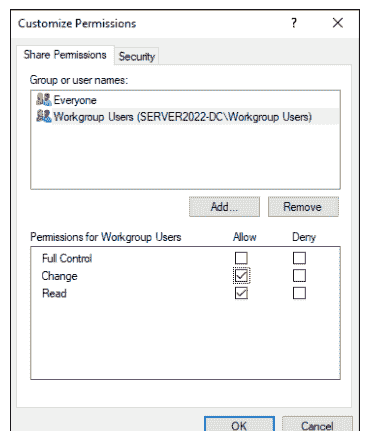 Customize Permissions ? ×
Share Permissions Security
Group or user names:
Everyone
Workgroup Users (SERVER2022-DC\Workgroup Users)
Add... Remove
Permissions for Workgroup Users Allow Deny
Full Control
Change
Read
OK Cancel